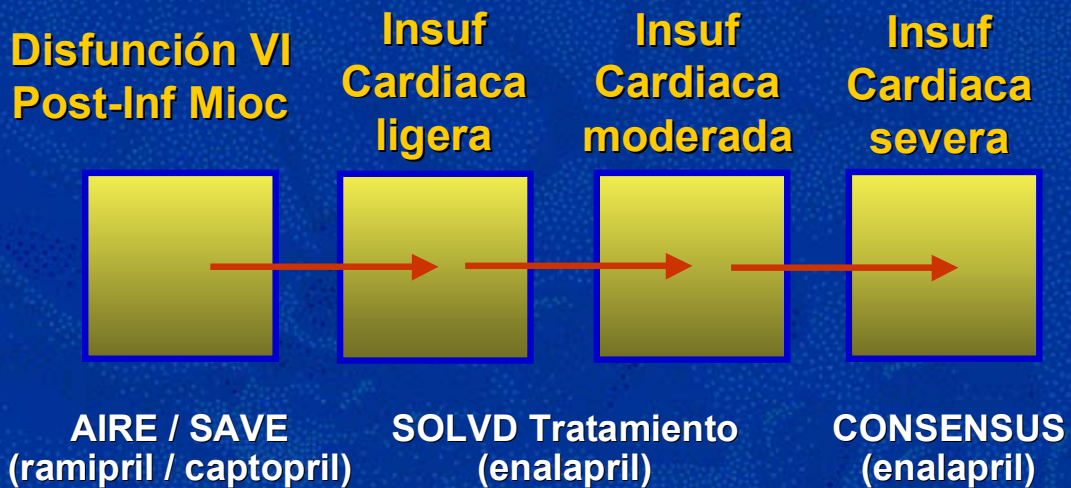 Disfunción VI
Post-Inf Mioc
Insuf
Cardiaca
ligera
Insuf
Cardiaca
moderada
Insuf
Cardiaca
severa
AIRE / SAVE
(ramipril / captopril)
SOLVD Tratamiento
(enalapril)
CONSENSUS
(enalapril)